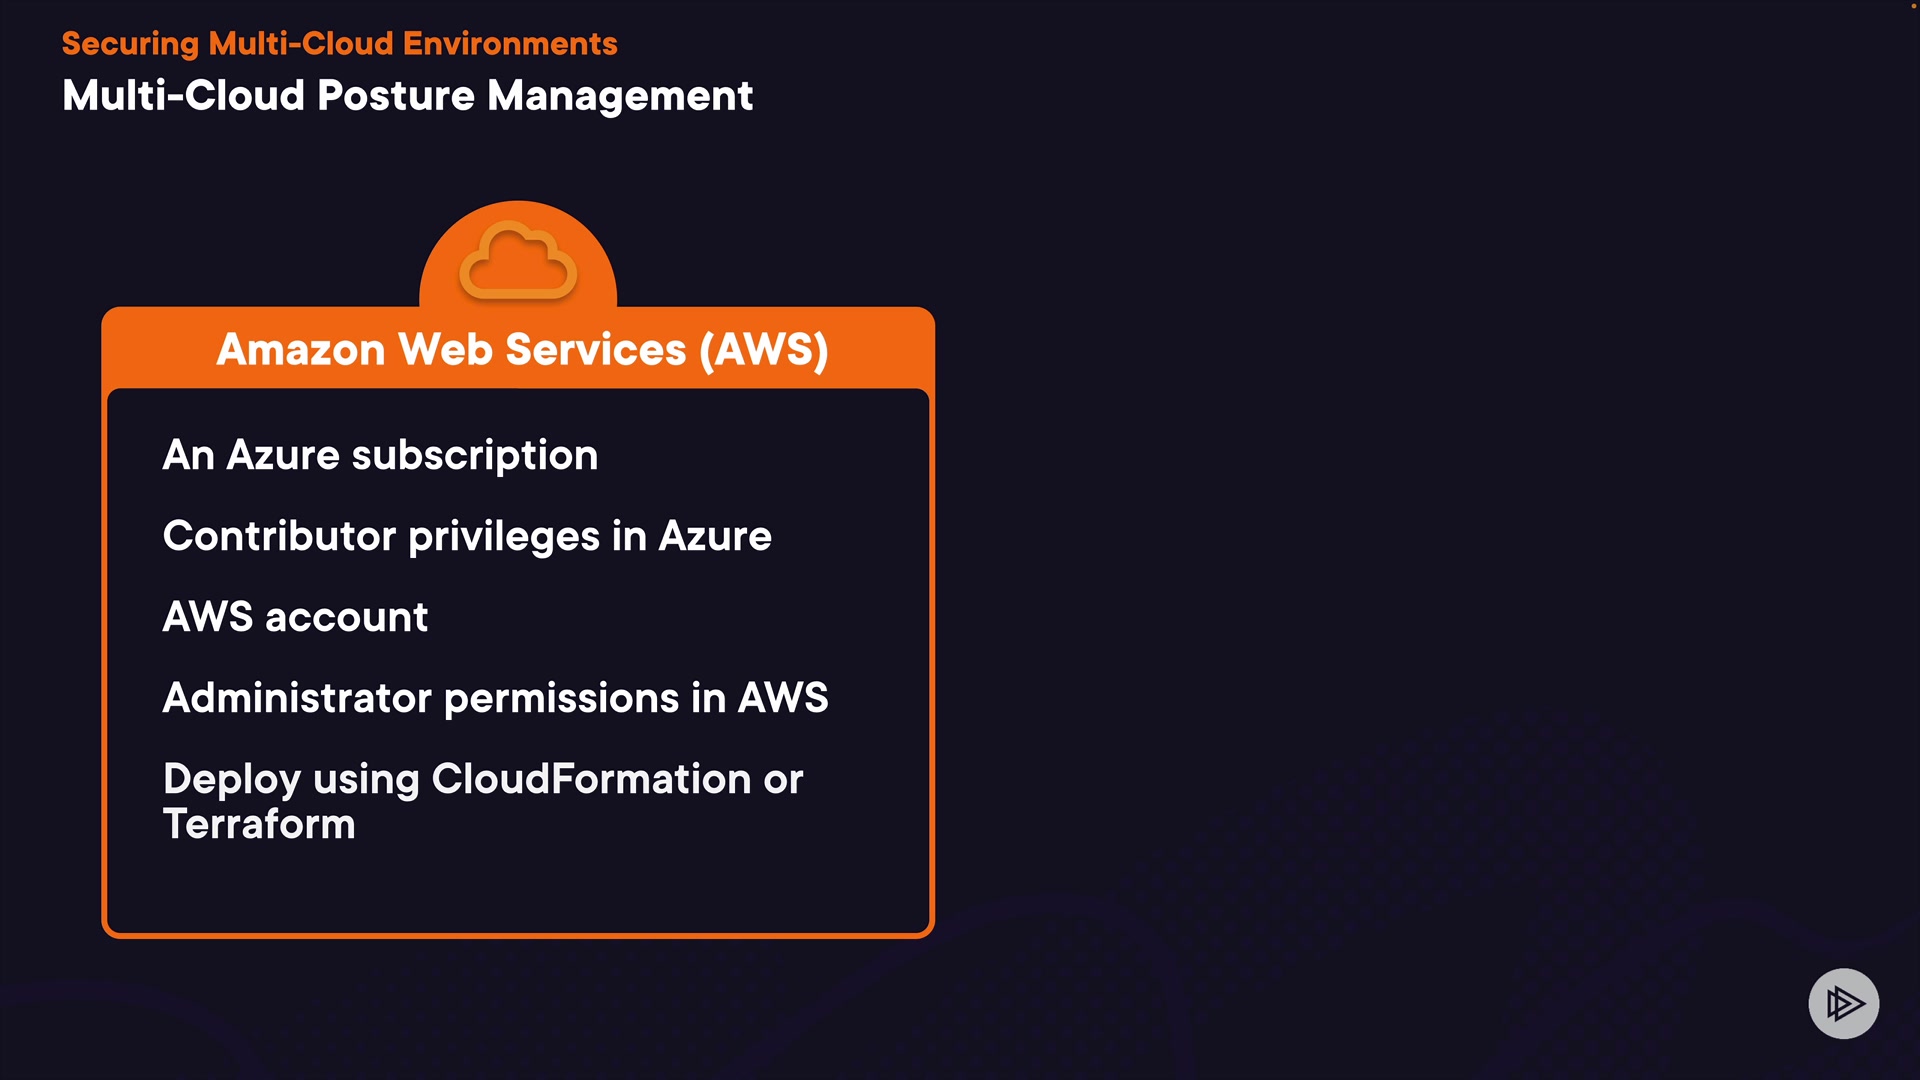 Securing Multi-Cloud Environments
Multi-Cloud Posture Management
Amazon Web Services (AWS)
An Azure subscription
Contributor privileges in Azure
AWS account
Administrator permissions in AWS
Deploy using CloudFormation or
Terraform